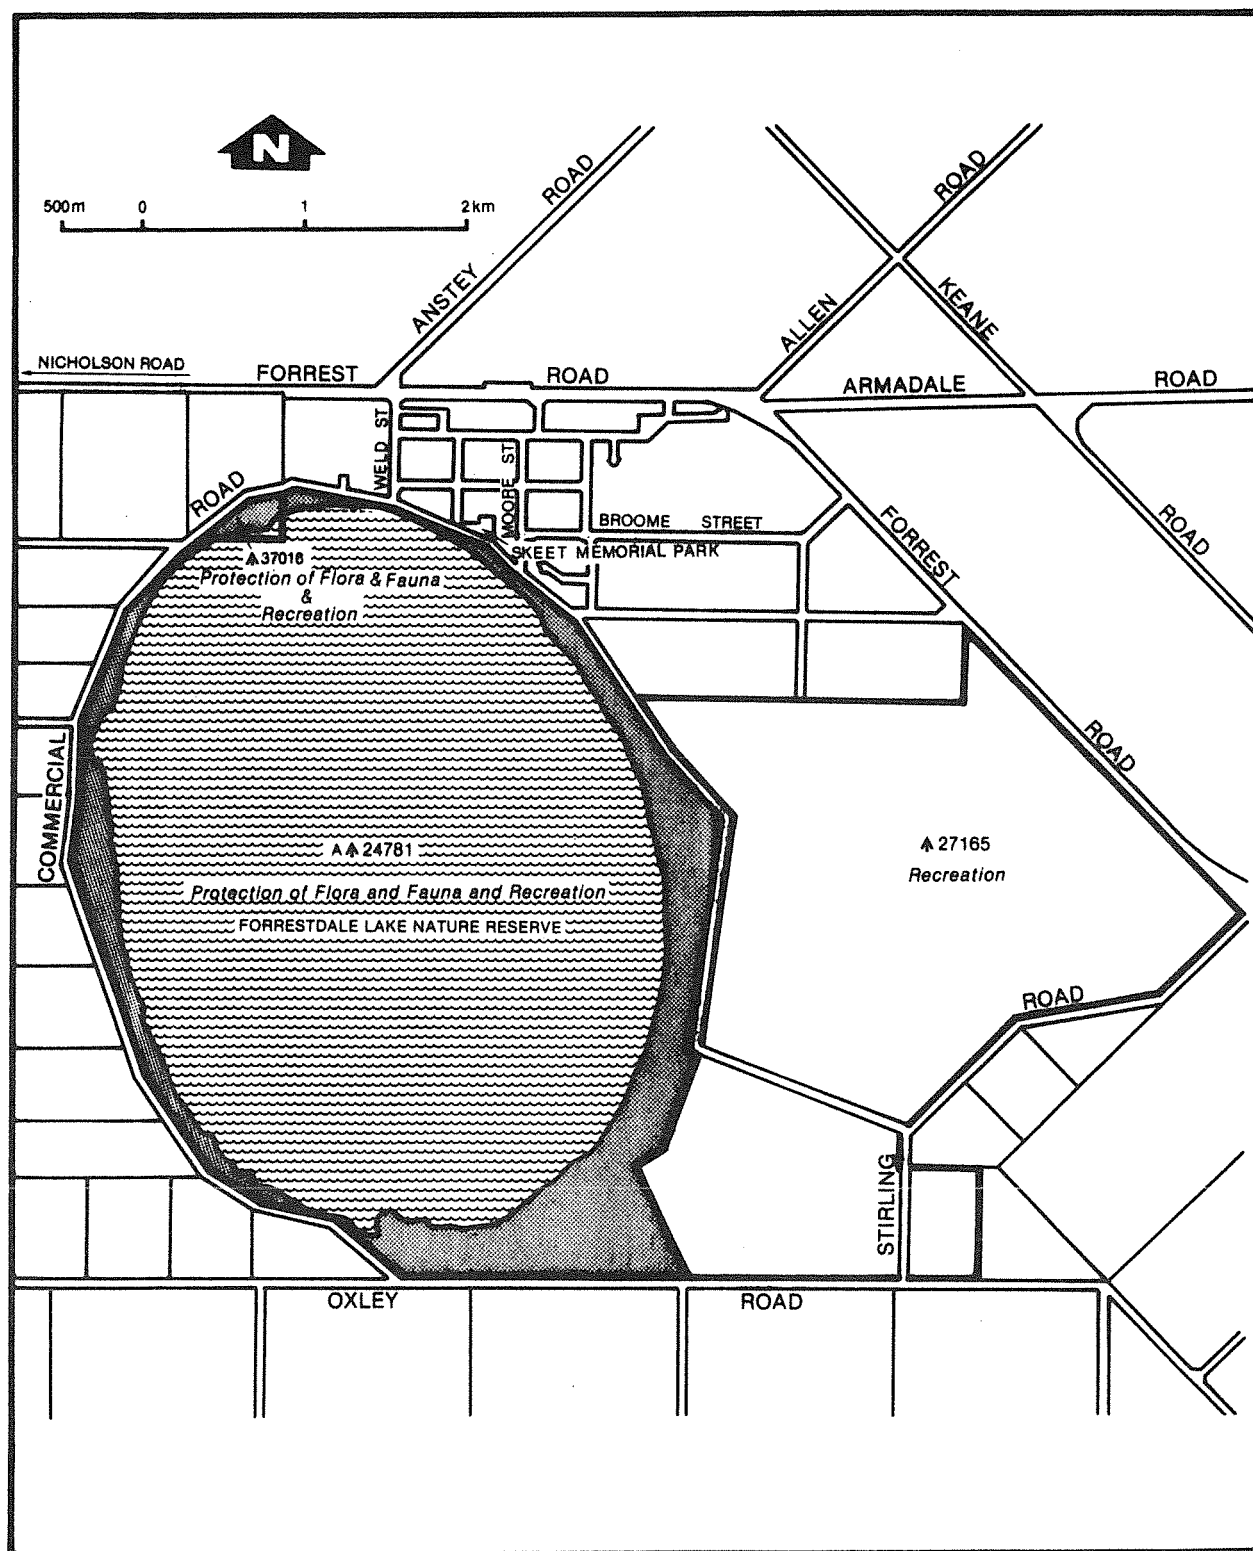 N
500m 0 1 2km
ANSTEY ROAD
ALLEN ROAD
KEANE ROAD
NICHOLSON ROAD
FORREST ROAD
ARMADALE ROAD
WELD ST
MOORE ST
ROAD
BROOME STREET
SKEET MEMORIAL PARK
FORREST ROAD
37016
Protection of Flora & Fauna
&
Recreation
COMMERCIAL
A 24781
Protection of Flora and Fauna and Recreation
FORRESTDALE LAKE NATURE RESERVE
27165
Recreation
ROAD
STIRLING
OXLEY ROAD